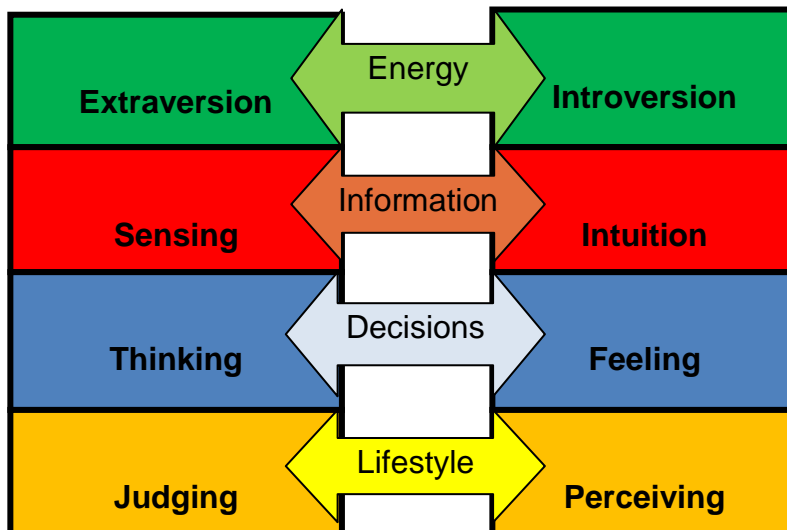 Energy
Extraversion
Introversion
Information
Sensing
Intuition
Decisions
Thinking
Feeling
Lifestyle
Judging
Perceiving